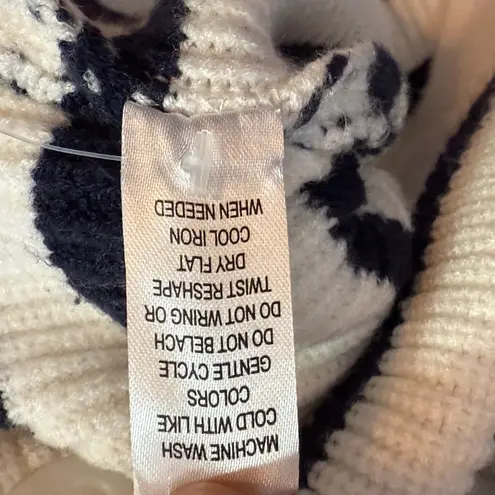 MACHINE WASH
COLD WITH LIKE
COLORS
GENTLE CYCLE
DO NOT BELACH
DO NOT WRING OR
TWIST RESHAPE
DRY FLAT
COOL IRON
WHEN NEEDED